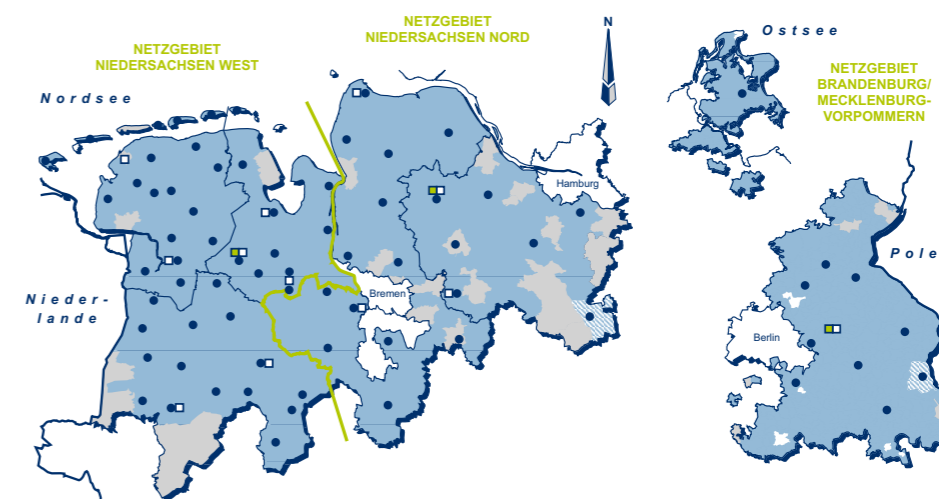 NETZGEBIET
NIEDERSACHSEN WEST
NETZGEBIET
NIEDERSACHSEN NORD
N
Ostsee
NETZGEBIET
BRANDENBURG/
MECKLENBURG-
VORPOMMERN
Nordsee
Hamburg
Pole
Nieder-
lande
Bremen
Berlin